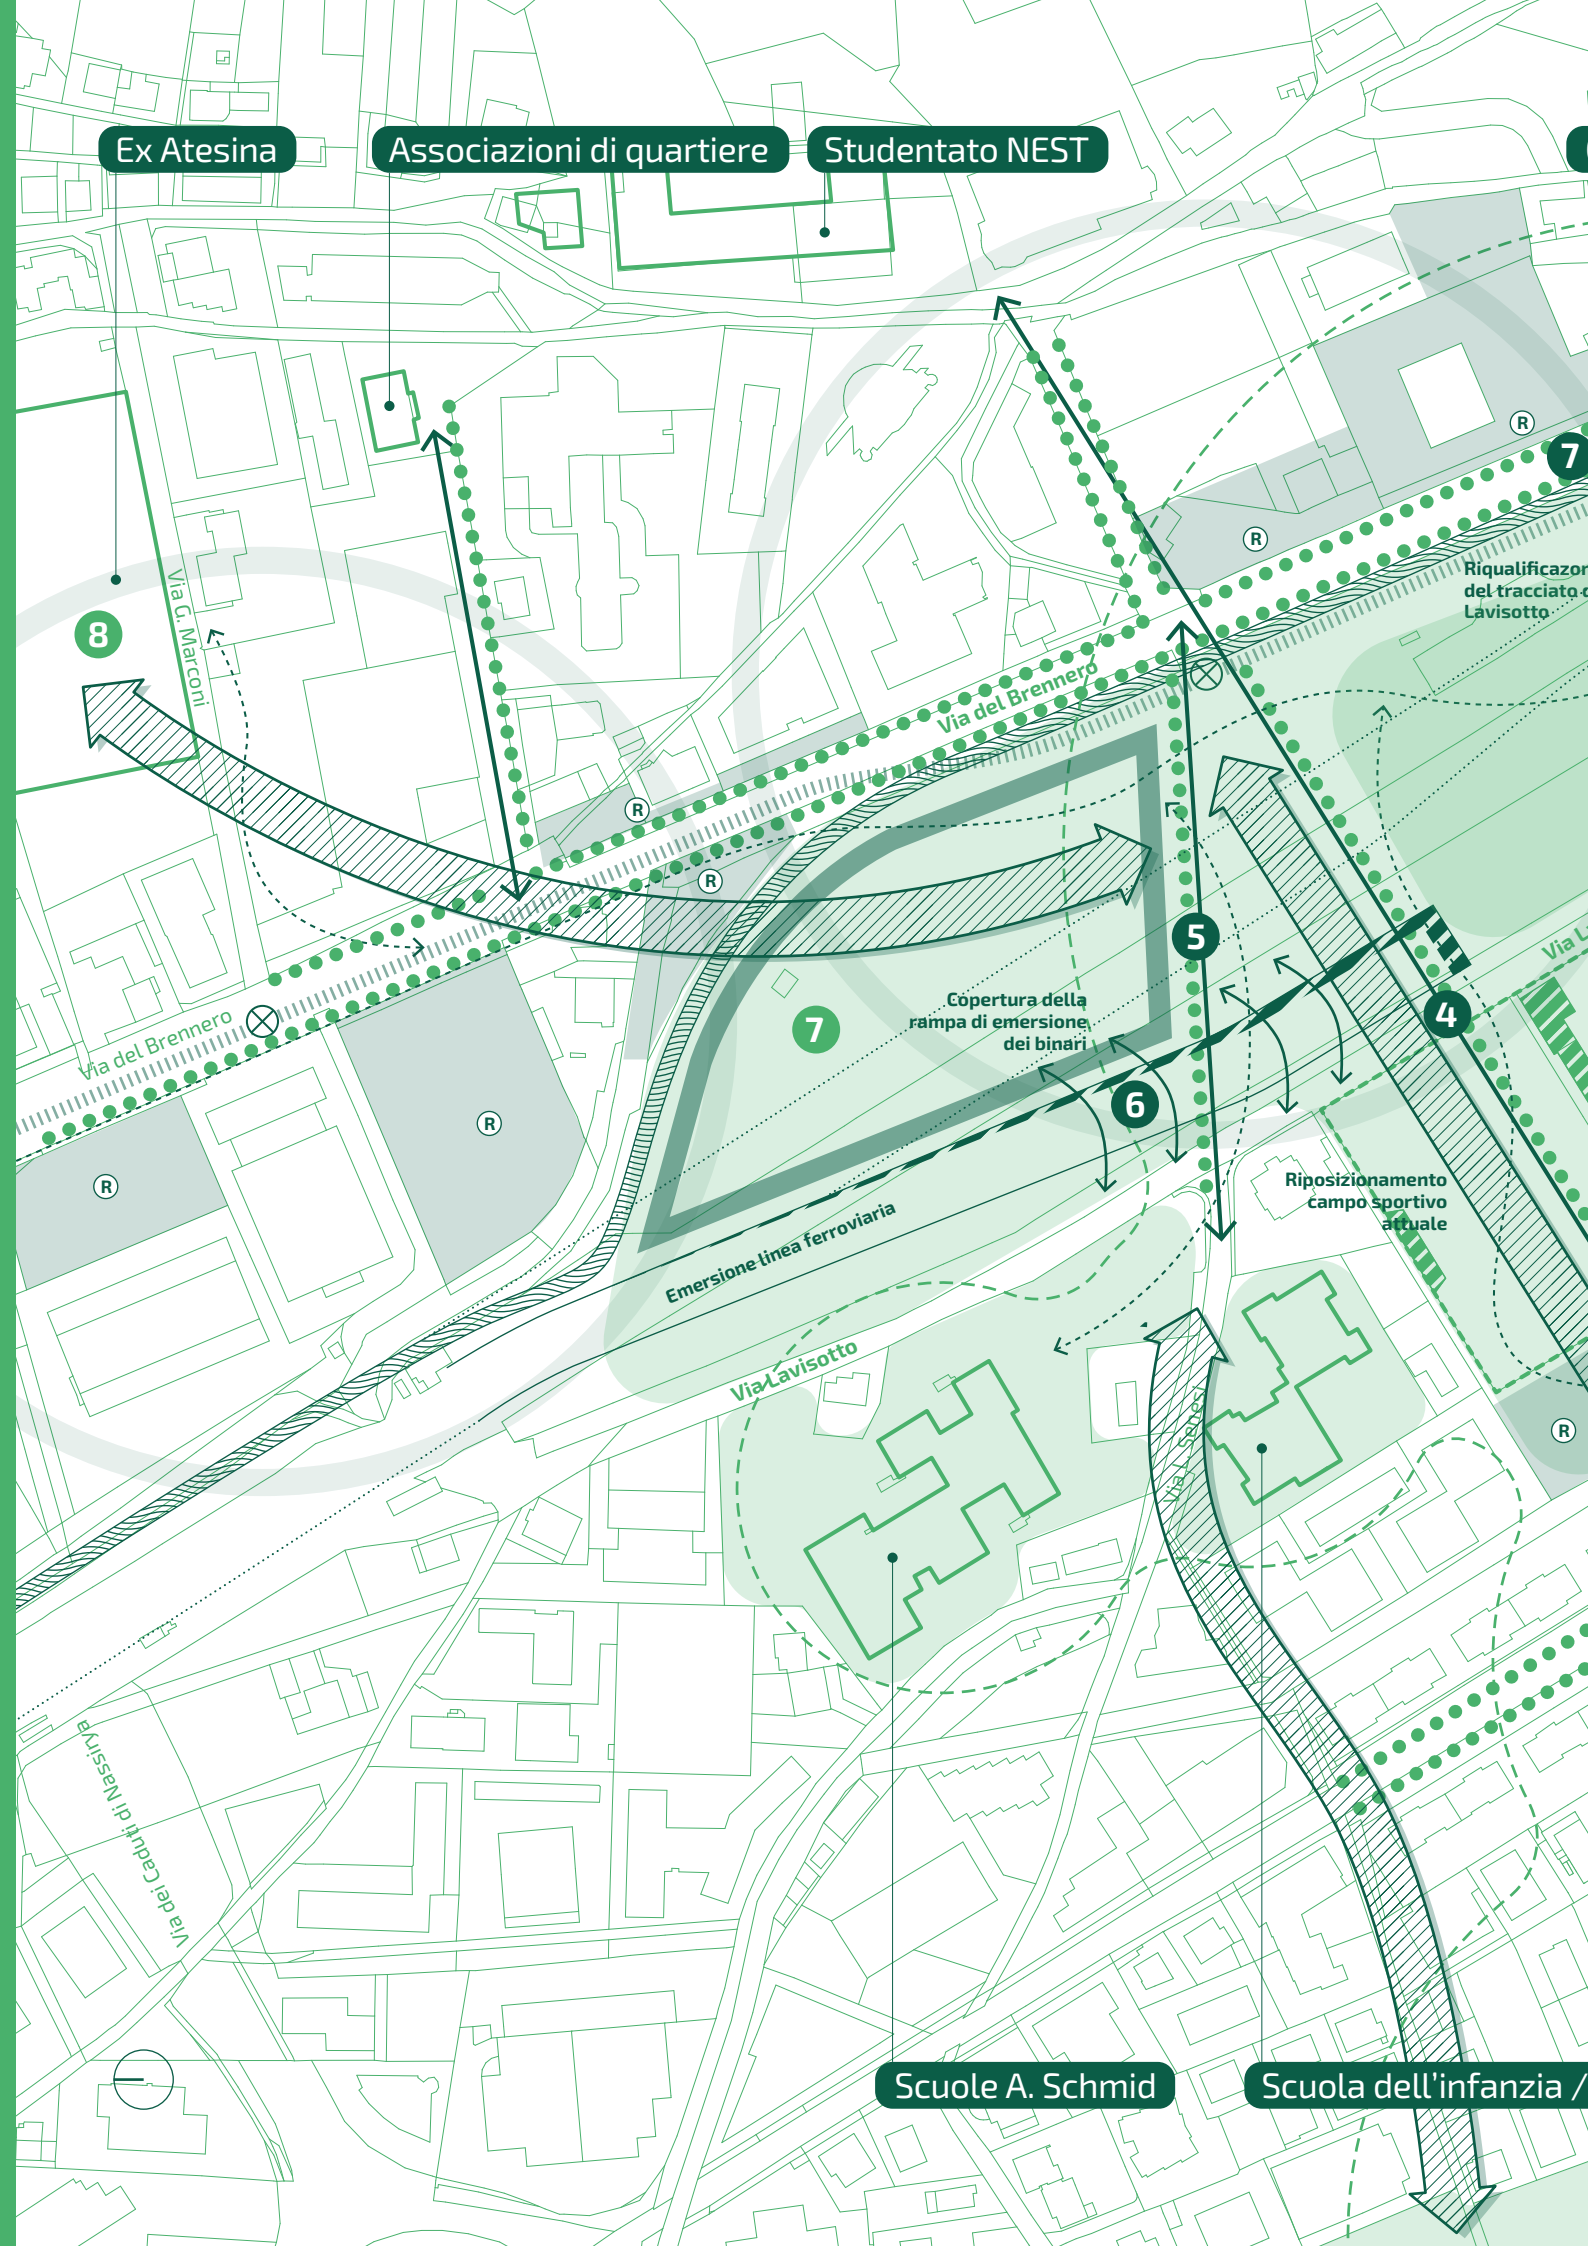 Ex Atesina
Associazioni di quartiere
Studentato NEST
R
7
R
Riqualificazion
del tracciato
Lavisotto
Via G. Marconi
8
Via del Brennero
R
R
5
Via L
Copertura della
rampa di emersione
dei binari
7
4
Via del Brennero
6
R
R
Riposizionamento
campo sportivo
attuale
Emersione linea ferroviaria
Via Lavisotto
R
Via Caduti di Nassirya
Scuole A. Schmid
Scuola dell'infanzia /